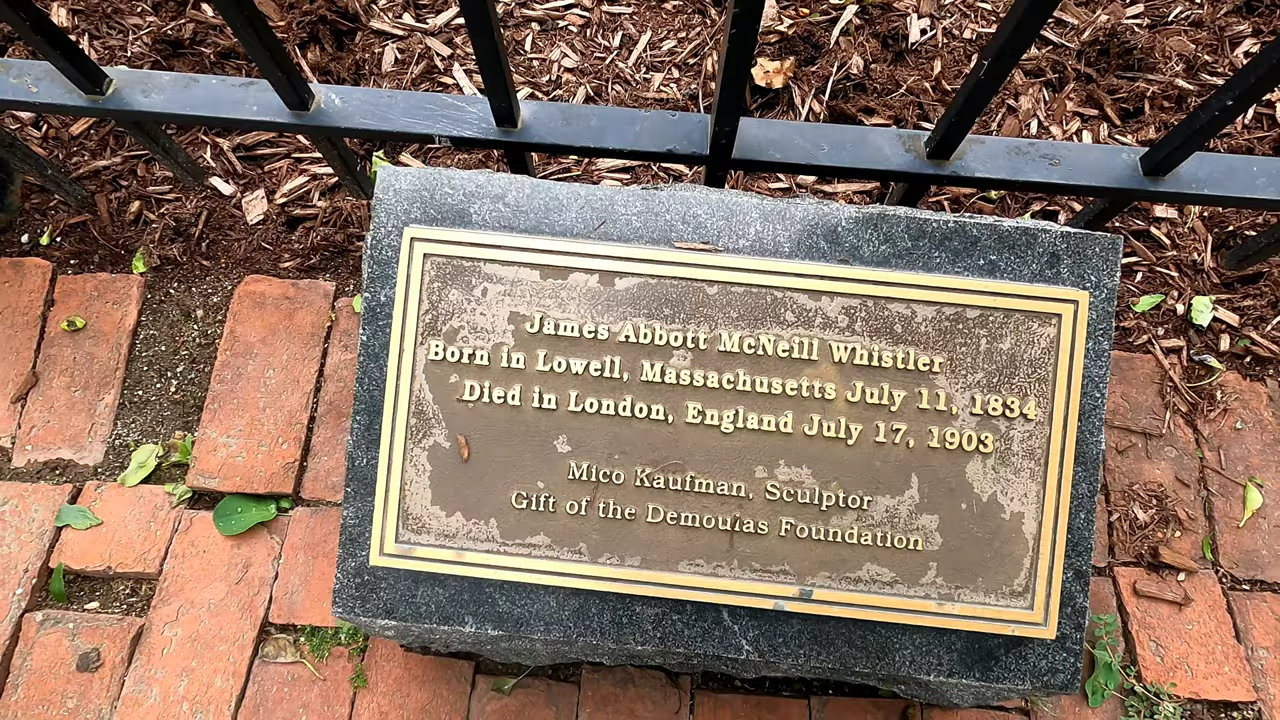 James Abbott McNeill Whistler
Born in Lowell, Massachusetts July 11, 1834
Died in London, England July 17, 1903
Mico Kaufman, Sculptor
Gift of the Demoulas Foundation